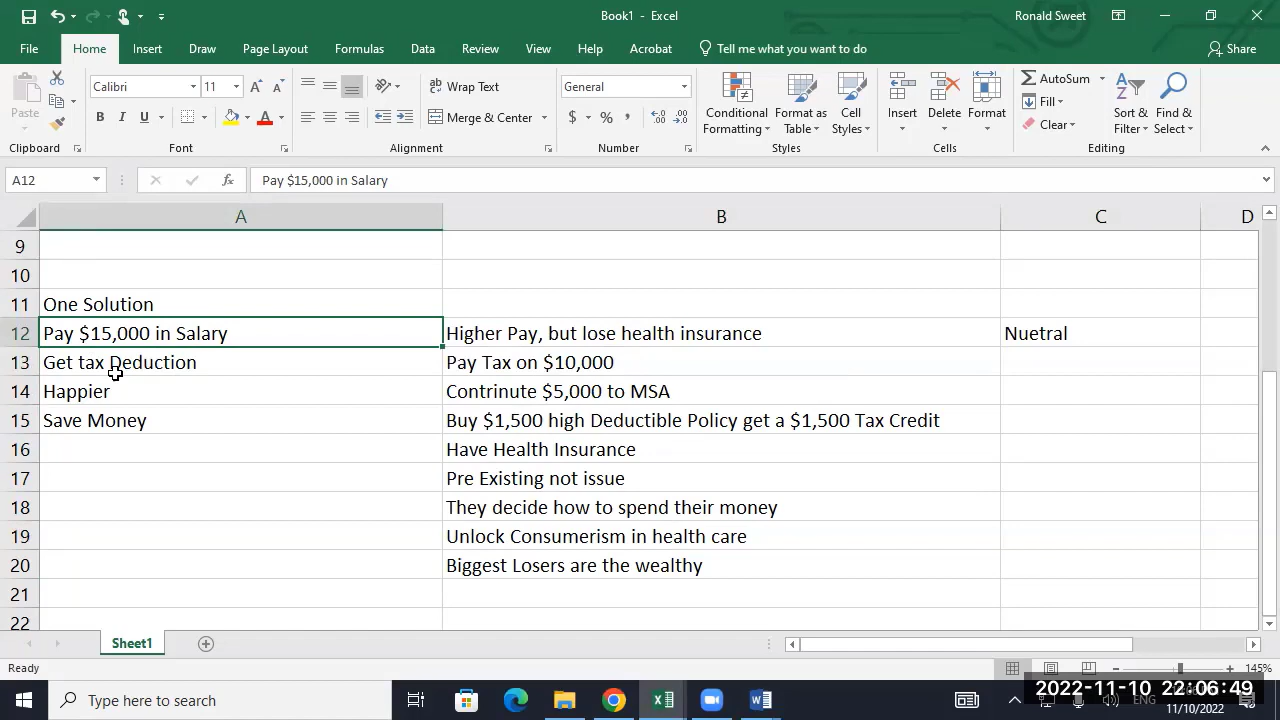 Book1 - Excel
Ronald Sweet
File Home Insert Draw Page Layout Formulas Data Review View Help Acrobat Tell me what you want to do Share
Paste
Calibri 11
B I U
Wrap Text
Merge & Center
General
$ % ,
Conditional Formatting
Format as Table
Cell Styles
Insert Delete Format
AutoSum
Fill
Clear
Sort & Filter
Find & Select
Clipboard Font Alignment Number Styles Cells Editing
A12 fx Pay $15,000 in Salary
A B C D
9
10
11 One Solution
12 Pay $15,000 in Salary Higher Pay, but lose health insurance Nuetral
13 Get tax Deduction Pay Tax on $10,000
14 Happier Contrinute $5,000 to MSA
15 Save Money Buy $1,500 high Deductible Policy get a $1,500 Tax Credit
16 Have Health Insurance
17 Pre Existing not issue
18 They decide how to spend their money
19 Unlock Consumerism in health care
20 Biggest Losers are the wealthy
21
22
Sheet1
Ready 145%
Type here to search
2022-11-10 22:06:49
ENG
11/10/2022